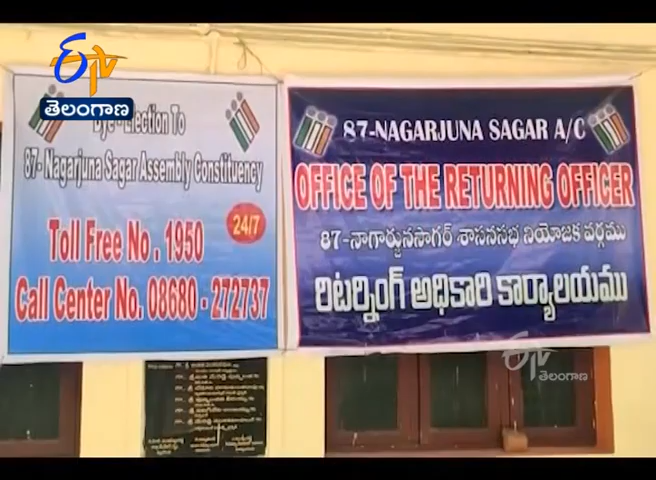 ETV
తెలంగాణ
Bye - Election To
87- Nagarjuna Sagar Assembly Constituency
24/7
Toll Free No . 1950
Call Center No. 08680 - 272737
87-NAGARJUNA SAGAR A/C
OFFICE OF THE RETURNING OFFICER
87-నాగార్జునసాగర్ శాసనసభ నియోజక వర్గము
రిటర్నింగ్ అధికారి కార్యాలయము
ETV
తెలంగాణ